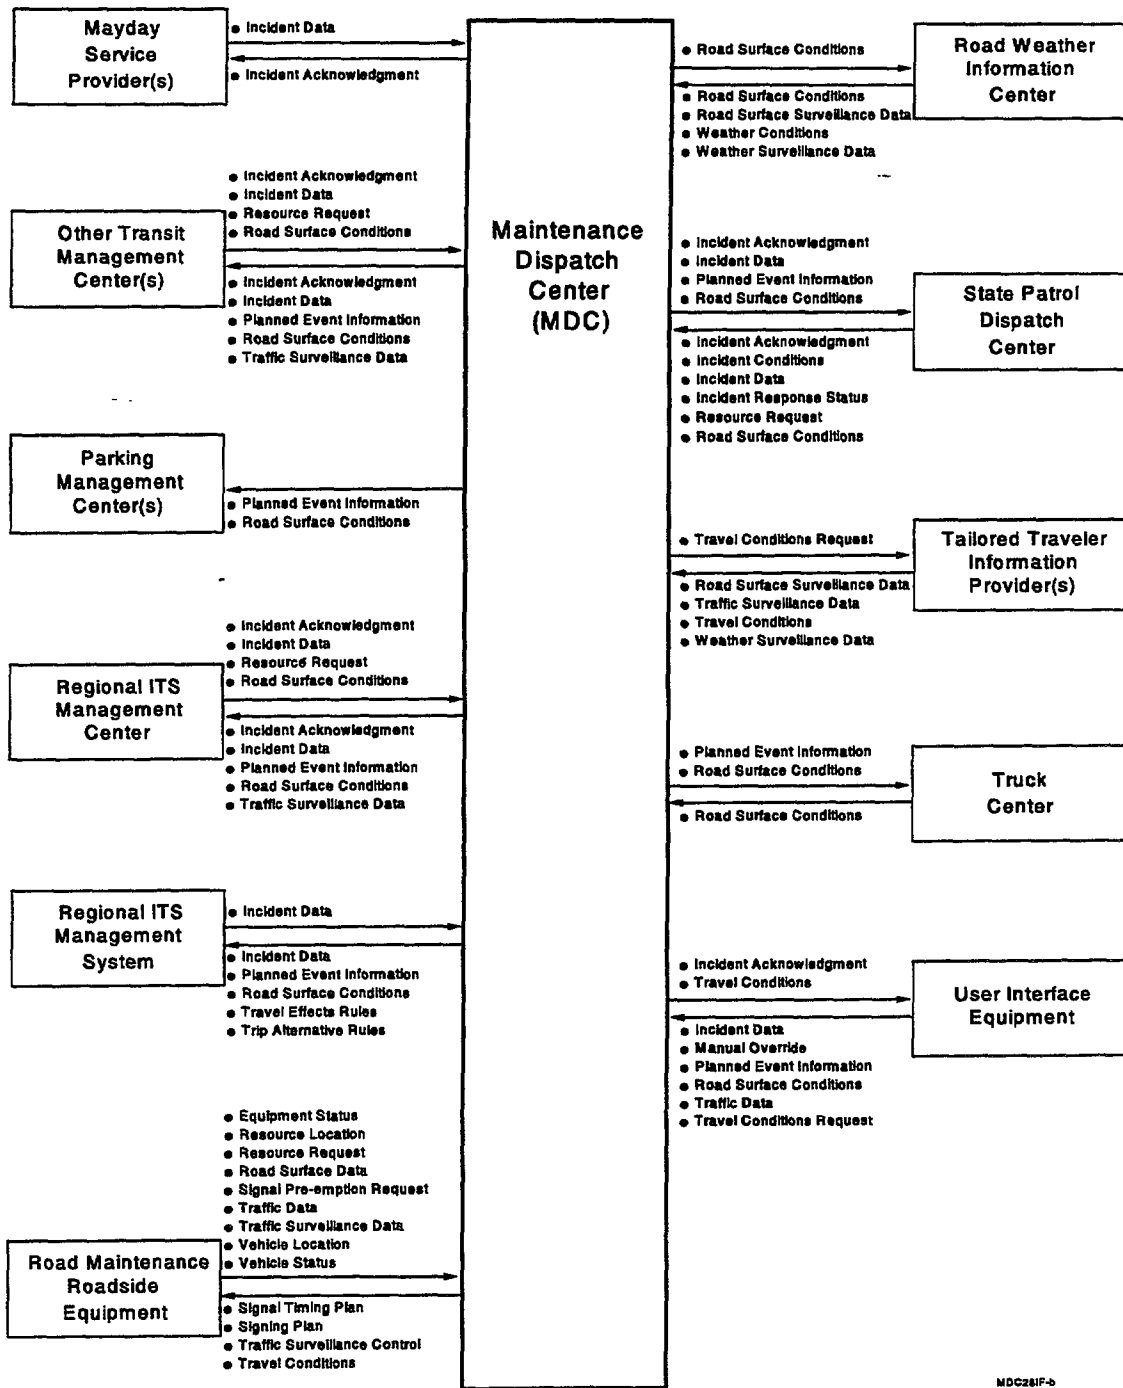 Mayday
Service
Provider(s)
● Incident Data
● Incident Acknowledgment
● Incident Acknowledgment
● Incident Data
● Resource Request
● Road Surface Conditions
Other Transit
Management
Center(s)
● Incident Acknowledgment
● Incident Data
● Planned Event Information
● Road Surface Conditions
● Traffic Surveillance Data
Parking
Management
Center(s)
● Planned Event Information
● Road Surface Conditions
● Incident Acknowledgment
● Incident Data
● Resource Request
● Road Surface Conditions
Regional ITS
Management
Center
● Incident Acknowledgment
● Incident Data
● Planned Event Information
● Road Surface Conditions
● Traffic Surveillance Data
Regional ITS
Management
System
● Incident Data
● Incident Data
● Planned Event Information
● Road Surface Conditions
● Travel Effects Rules
● Trip Alternative Rules
● Equipment Status
● Resource Location
● Resource Request
● Road Surface Data
● Signal Pre-emption Request
● Traffic Data
● Traffic Surveillance Data
● Vehicle Location
● Vehicle Status
Road Maintenance
Roadside
Equipment
● Signal Timing Plan
● Signing Plan
● Traffic Surveillance Control
● Travel Conditions
Maintenance
Dispatch
Center
(MDC)
● Road Surface Conditions
Road Weather
Information
Center
● Road Surface Conditions
● Road Surface Surveillance Data
● Weather Conditions
● Weather Surveillance Data
● Incident Acknowledgment
● Incident Data
● Planned Event Information
● Road Surface Conditions
State Patrol
Dispatch
Center
● Incident Acknowledgment
● Incident Conditions
● Incident Data
● Incident Response Status
● Resource Request
● Road Surface Conditions
● Travel Conditions Request
Tailored Traveler
Information
Provider(s)
● Road Surface Surveillance Data
● Traffic Surveillance Data
● Travel Conditions
● Weather Surveillance Data
● Planned Event Information
● Road Surface Conditions
Truck
Center
● Road Surface Conditions
● Incident Acknowledgment
● Travel Conditions
User Interface
Equipment
● Incident Data
● Manual Override
● Planned Event Information
● Road Surface Conditions
● Traffic Data
● Travel Conditions Request
MDC281F-b